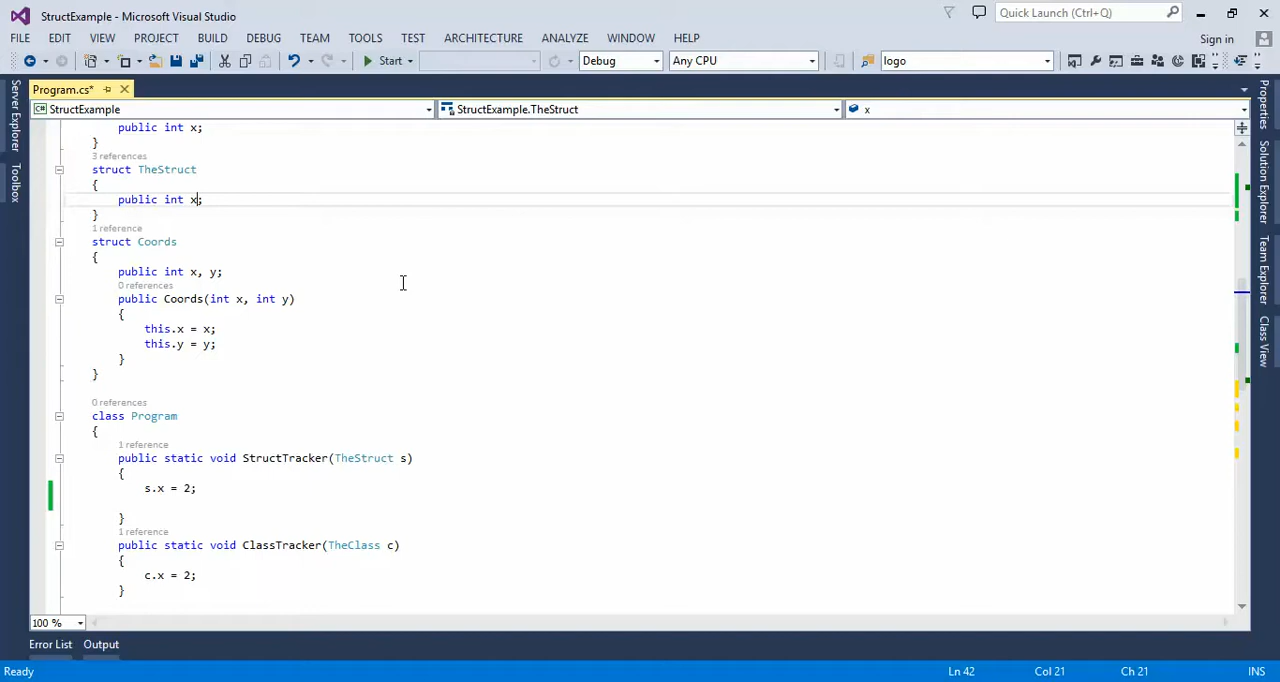 StructExample - Microsoft Visual Studio
Quick Launch (Ctrl+Q)
FILE EDIT VIEW PROJECT BUILD DEBUG TEAM TOOLS TEST ARCHITECTURE ANALYZE WINDOW HELP
Sign in
Start Debug Any CPU logo
Program.cs*
StructExample StructExample.TheStruct x
Server Explorer
Toolbox
public int x;
}
3 references
struct TheStruct
{
public int x;
}
1 reference
struct Coords
{
public int x, y;
0 references
public Coords(int x, int y)
{
this.x = x;
this.y = y;
}
}
0 references
class Program
{
1 reference
public static void StructTracker(TheStruct s)
{
s.x = 2;
}
1 reference
public static void ClassTracker(TheClass c)
{
c.x = 2;
}
Properties
Solution Explorer
Team Explorer
Class View
100 %
Error List Output
Ready Ln 42 Col 21 Ch 21 INS